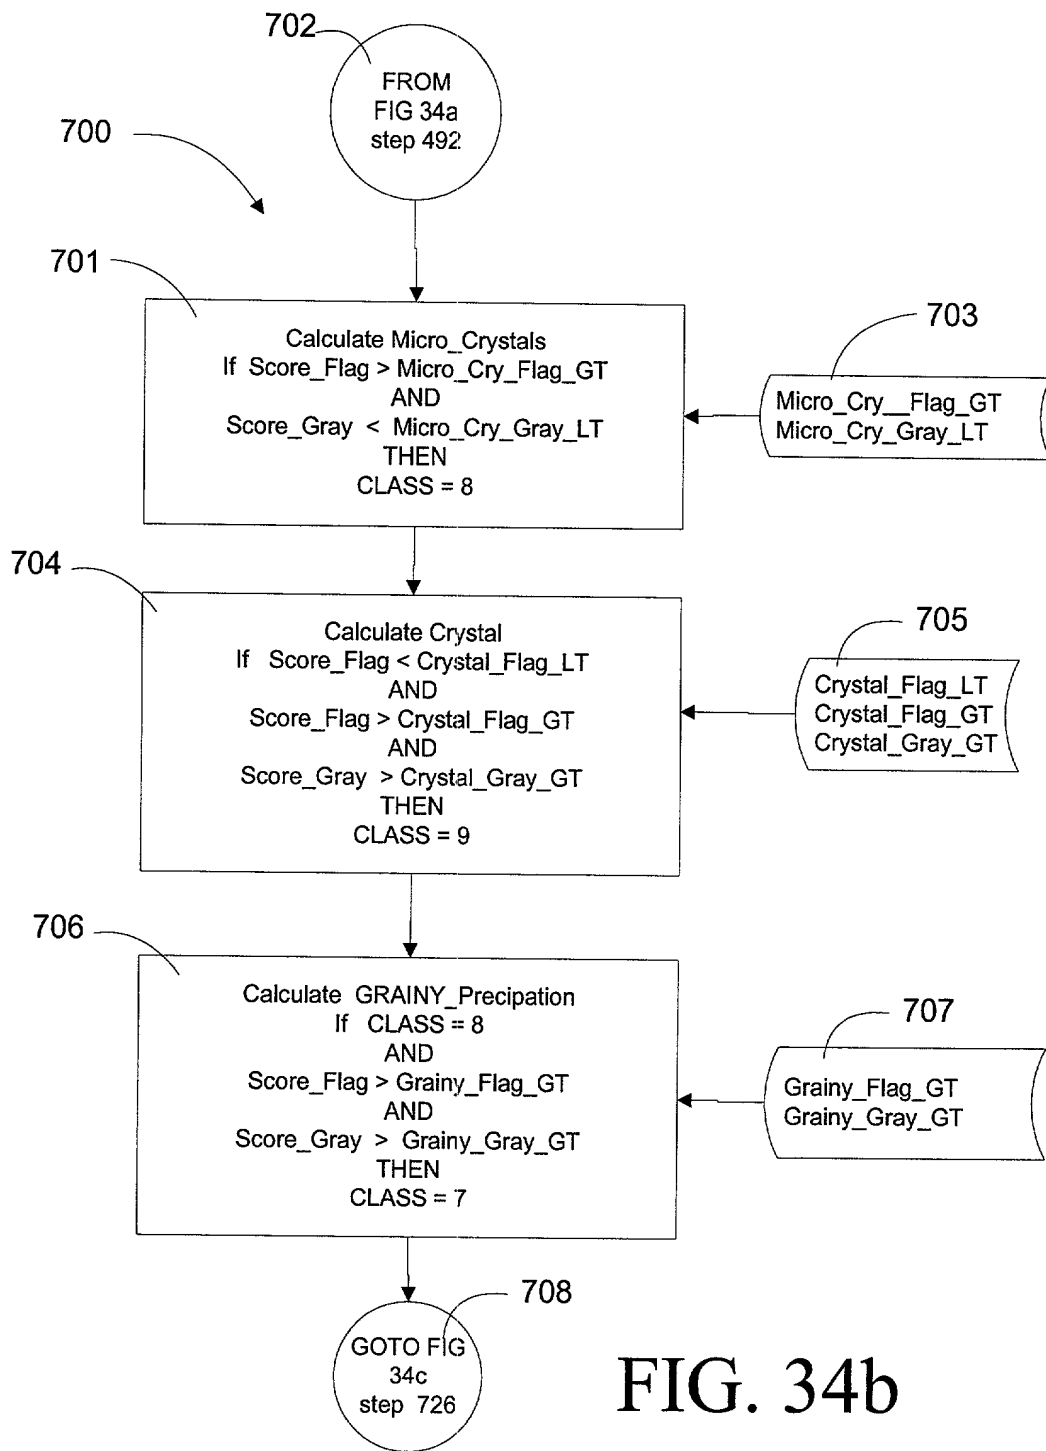 702
FROM
FIG 34a
step 492
700
701
Calculate Micro_Crystals
If Score_Flag > Micro_Cry_Flag_GT
AND
Score_Gray < Micro_Cry_Gray_LT
THEN
CLASS = 8
703
Micro_Cry__Flag_GT
Micro_Cry_Gray_LT
704
Calculate Crystal
If Score_Flag < Crystal_Flag_LT
AND
Score_Flag > Crystal_Flag_GT
AND
Score_Gray > Crystal_Gray_GT
THEN
CLASS = 9
705
Crystal_Flag_LT
Crystal_Flag_GT
Crystal_Gray_GT
706
Calculate GRAINY_Precipation
If CLASS = 8
AND
Score_Flag > Grainy_Flag_GT
AND
Score_Gray > Grainy_Gray_GT
THEN
CLASS = 7
707
Grainy_Flag_GT
Grainy_Gray_GT
708
GOTO FIG
34c
step 726
FIG. 34b